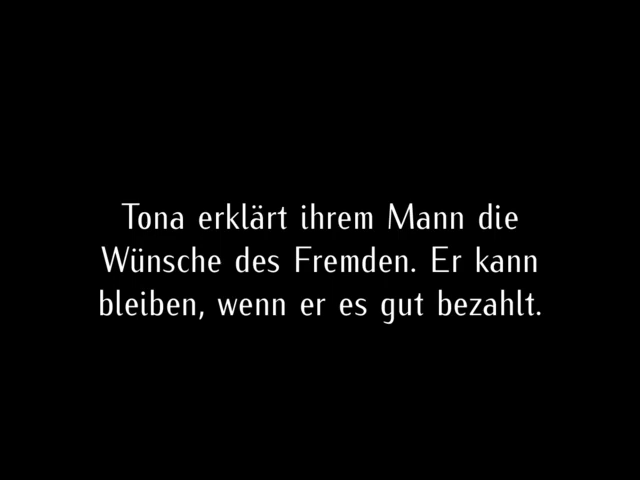 Tona erklärt ihrem Mann die
Wünsche des Fremden. Er kann
bleiben, wenn er es gut bezahlt.